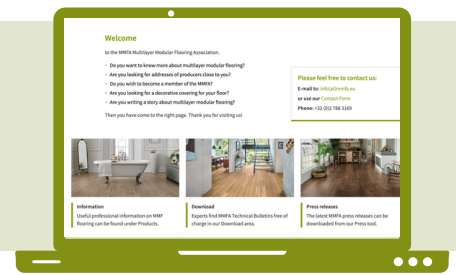 Welcome
to the MMFA Multilayer Modular Flooring Association.
• Do you want to know more about multilayer modular flooring?
• Are you looking for addresses of producers close to you?
• Do you wish to become a member of the MMFA?
• Are you looking for a decorative covering for your floor?
• Are you writing a story about multilayer modular flooring?
Then you have come to the right page. Thank you for visiting us!
Please feel free to contact us:
E-mail to: info(at)mmfa.eu
or use our Contact Form
Phone: +32 (0)2 788 3169
Information
Useful professional information on MMF
flooring can be found under Products.
Download
Experts find MMFA Technical Bulletins free of
charge in our Download area.
Press releases
The latest MMFA press releases can be
downloaded from our Press tool.